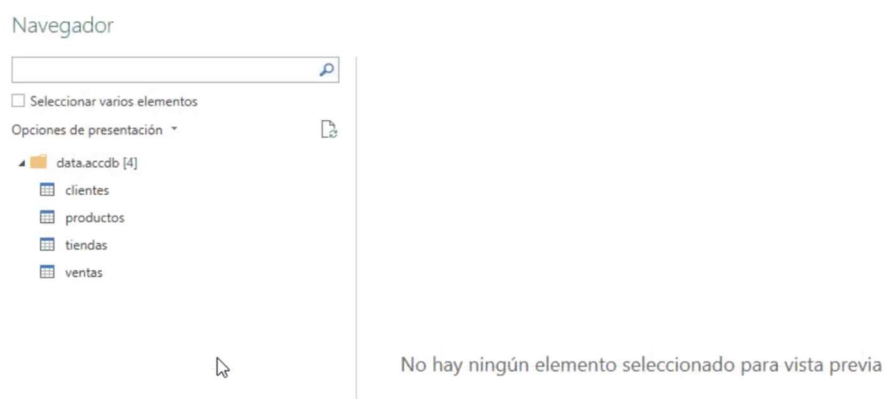 Navegador
Seleccionar varios elementos
Opciones de presentación
data.accdb [4]
clientes
productos
tiendas
ventas
No hay ningún elemento seleccionado para vista previa